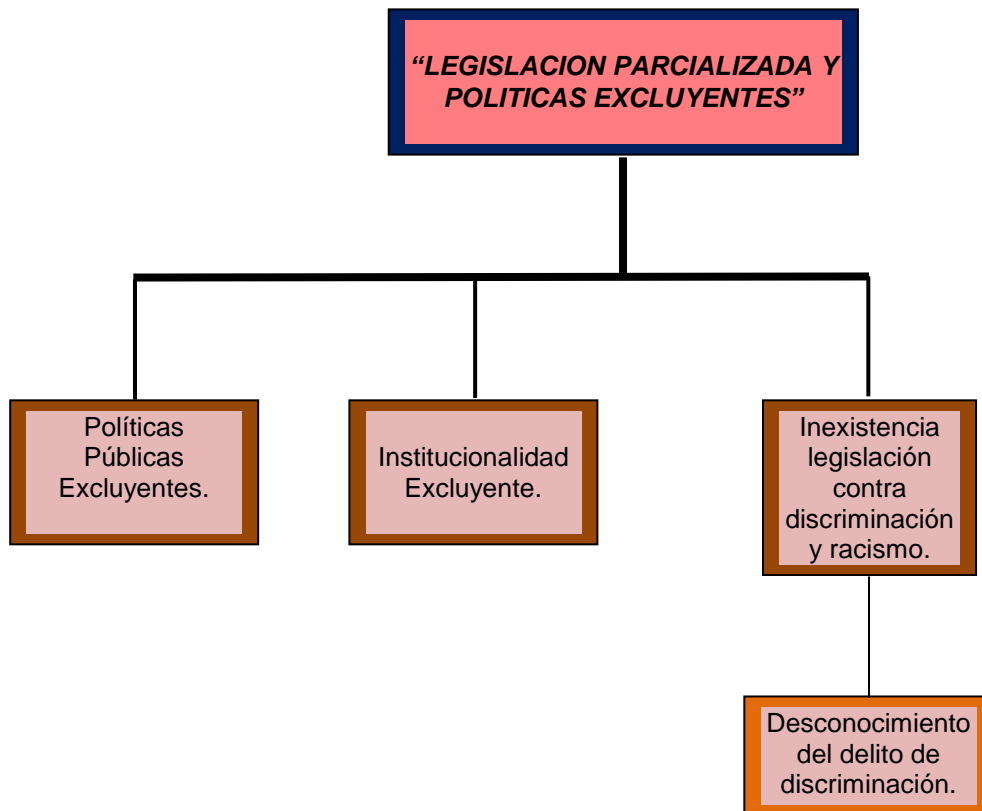 “LEGISLACION PARCIALIZADA Y
POLITICAS EXCLUYENTES”
Políticas
Públicas
Excluyentes.
Institucionalidad
Excluyente.
Inexistencia
legislación
contra
discriminación
y racismo.
Desconocimiento
del delito de
discriminación.